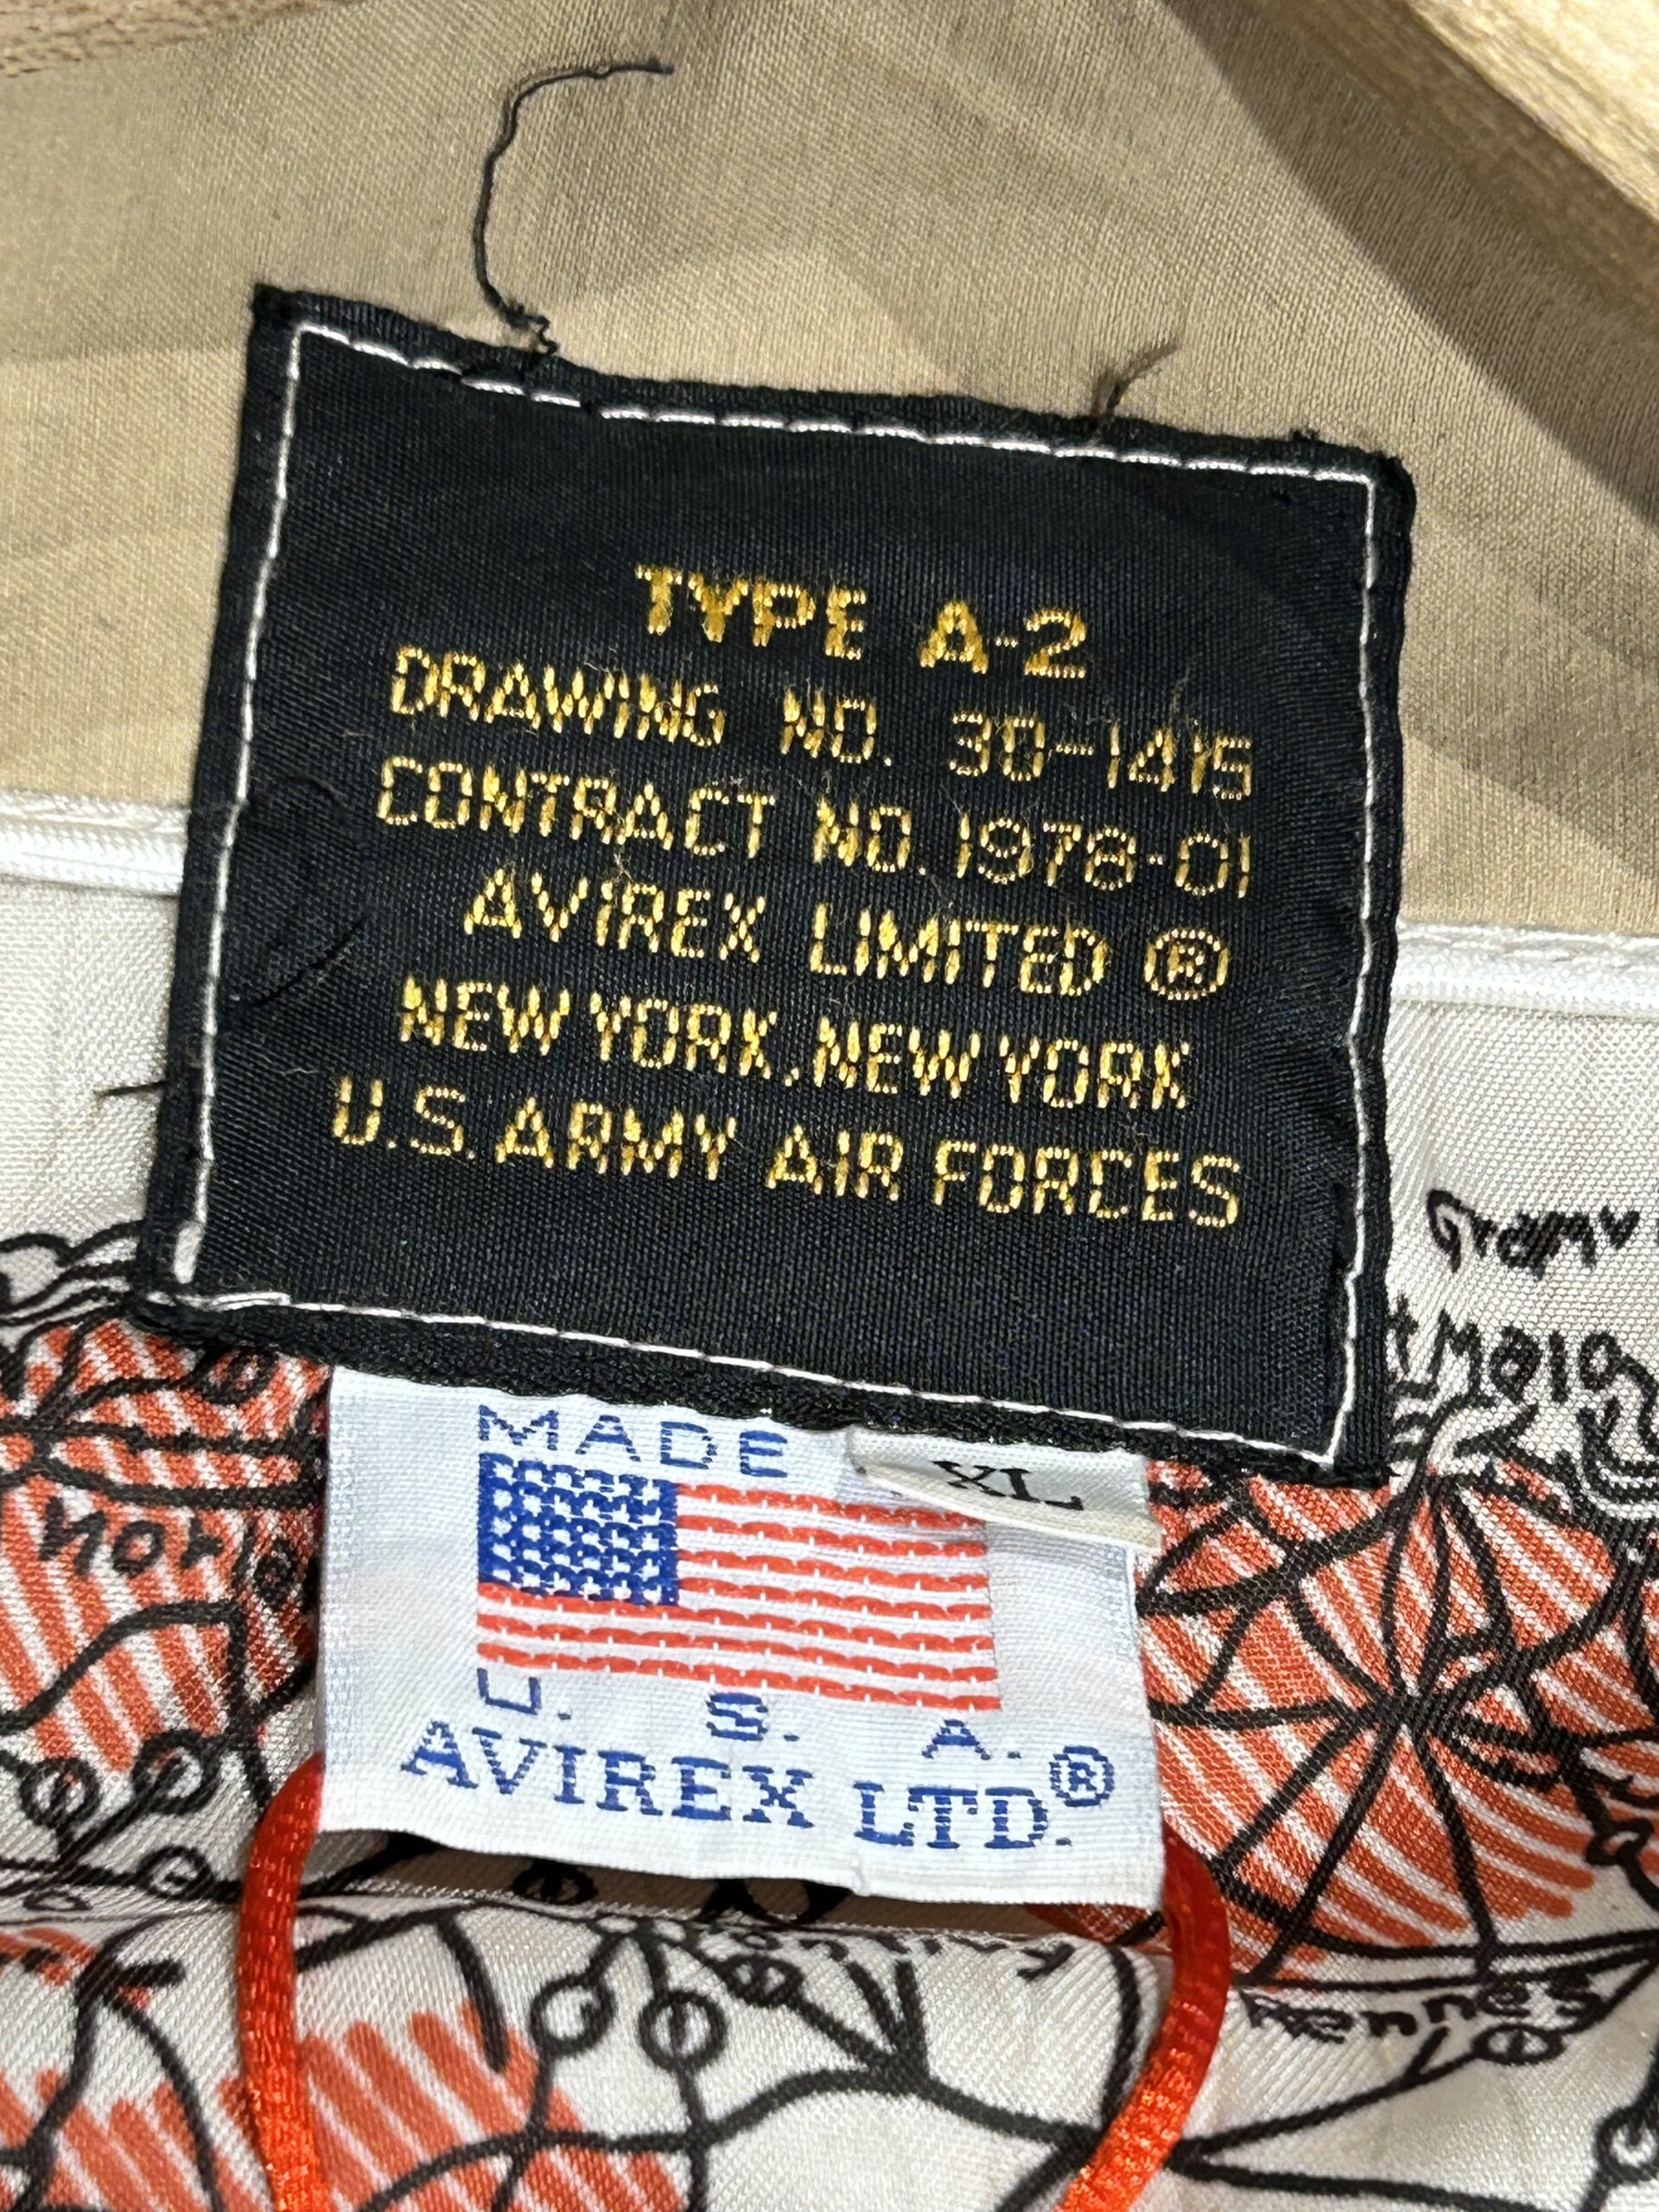 TYPE A-2
DRAWING NO. 30-1415
CONTRACT NO. 1978-01
AVIREX LIMITED ®
NEW YORK, NEW YORK
U.S. ARMY AIR FORCES
MADE
XL
U. S. A.
AVIREX LTD.®
Rennes